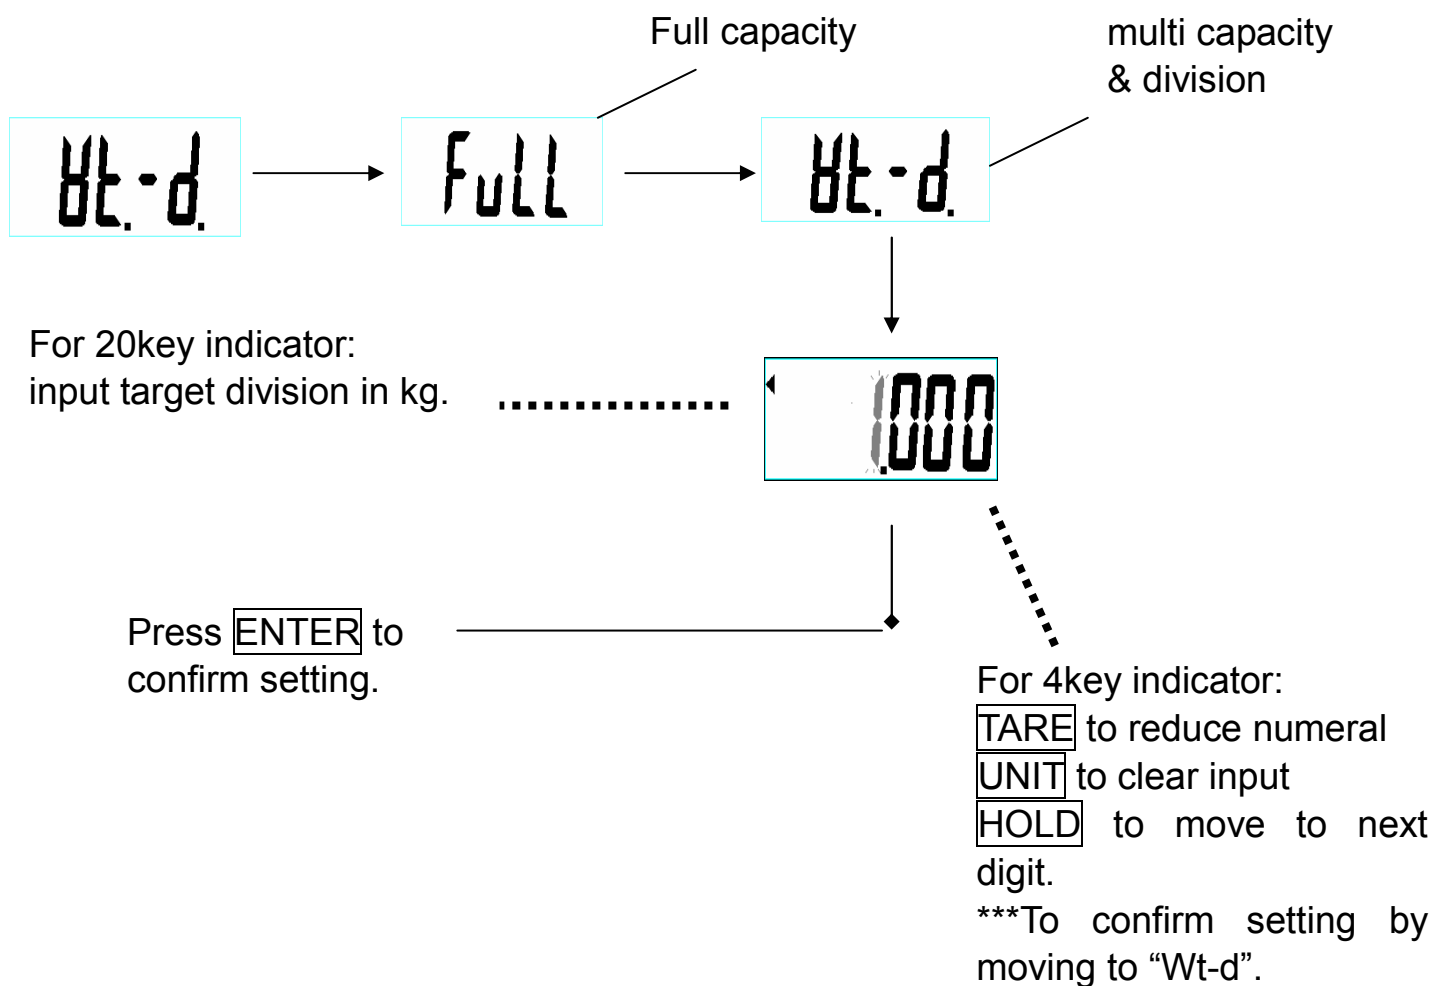 Full capacity
multi capacity
& division
Wt.-d.
FuLL
Wt.-d.
For 20key indicator:
input target division in kg.
1.000
Press ENTER to
confirm setting.
For 4key indicator:
TARE to reduce numeral
UNIT to clear input
HOLD to move to next
digit.
***To confirm setting by
moving to “Wt-d”.